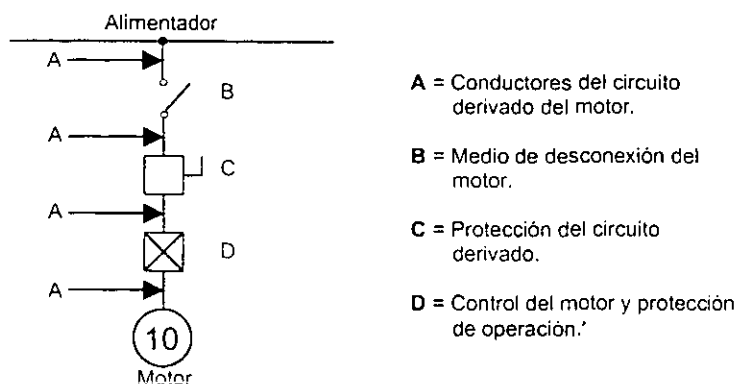 Alimentador
A
B
A
C
A
D
A
10
Motor
A = Conductores del circuito
derivado del motor.
B = Medio de desconexión del
motor.
C = Protección del circuito
derivado.
D = Control del motor y protección
de operación.'